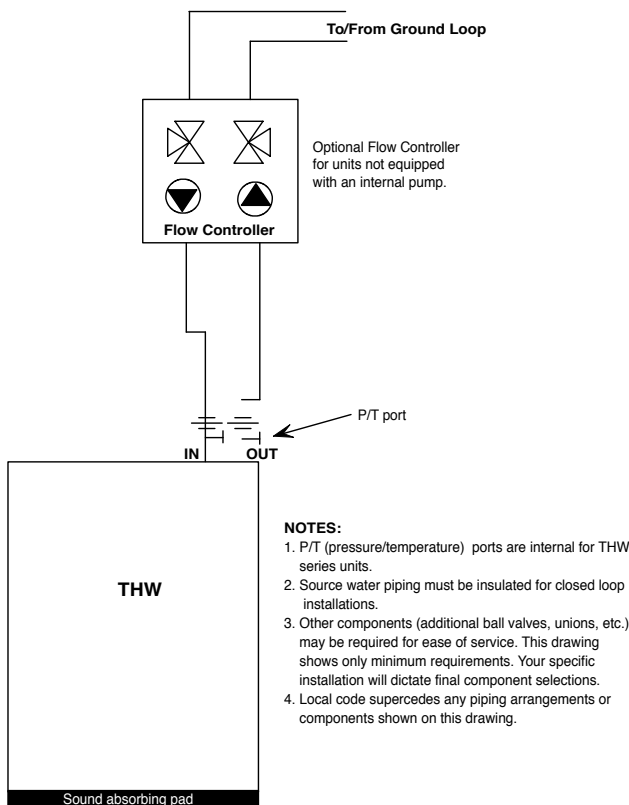 To/From Ground Loop
Optional Flow Controller
for units not equipped
with an internal pump.
Flow Controller
P/T port
IN
OUT
THW
NOTES:
1. P/T (pressure/temperature) ports are internal for THW
series units.
2. Source water piping must be insulated for closed loop
installations.
3. Other components (additional ball valves, unions, etc.)
may be required for ease of service. This drawing
shows only minimum requirements. Your specific
installation will dictate final component selections.
4. Local code supercedes any piping arrangements or
components shown on this drawing.
Sound absorbing pad